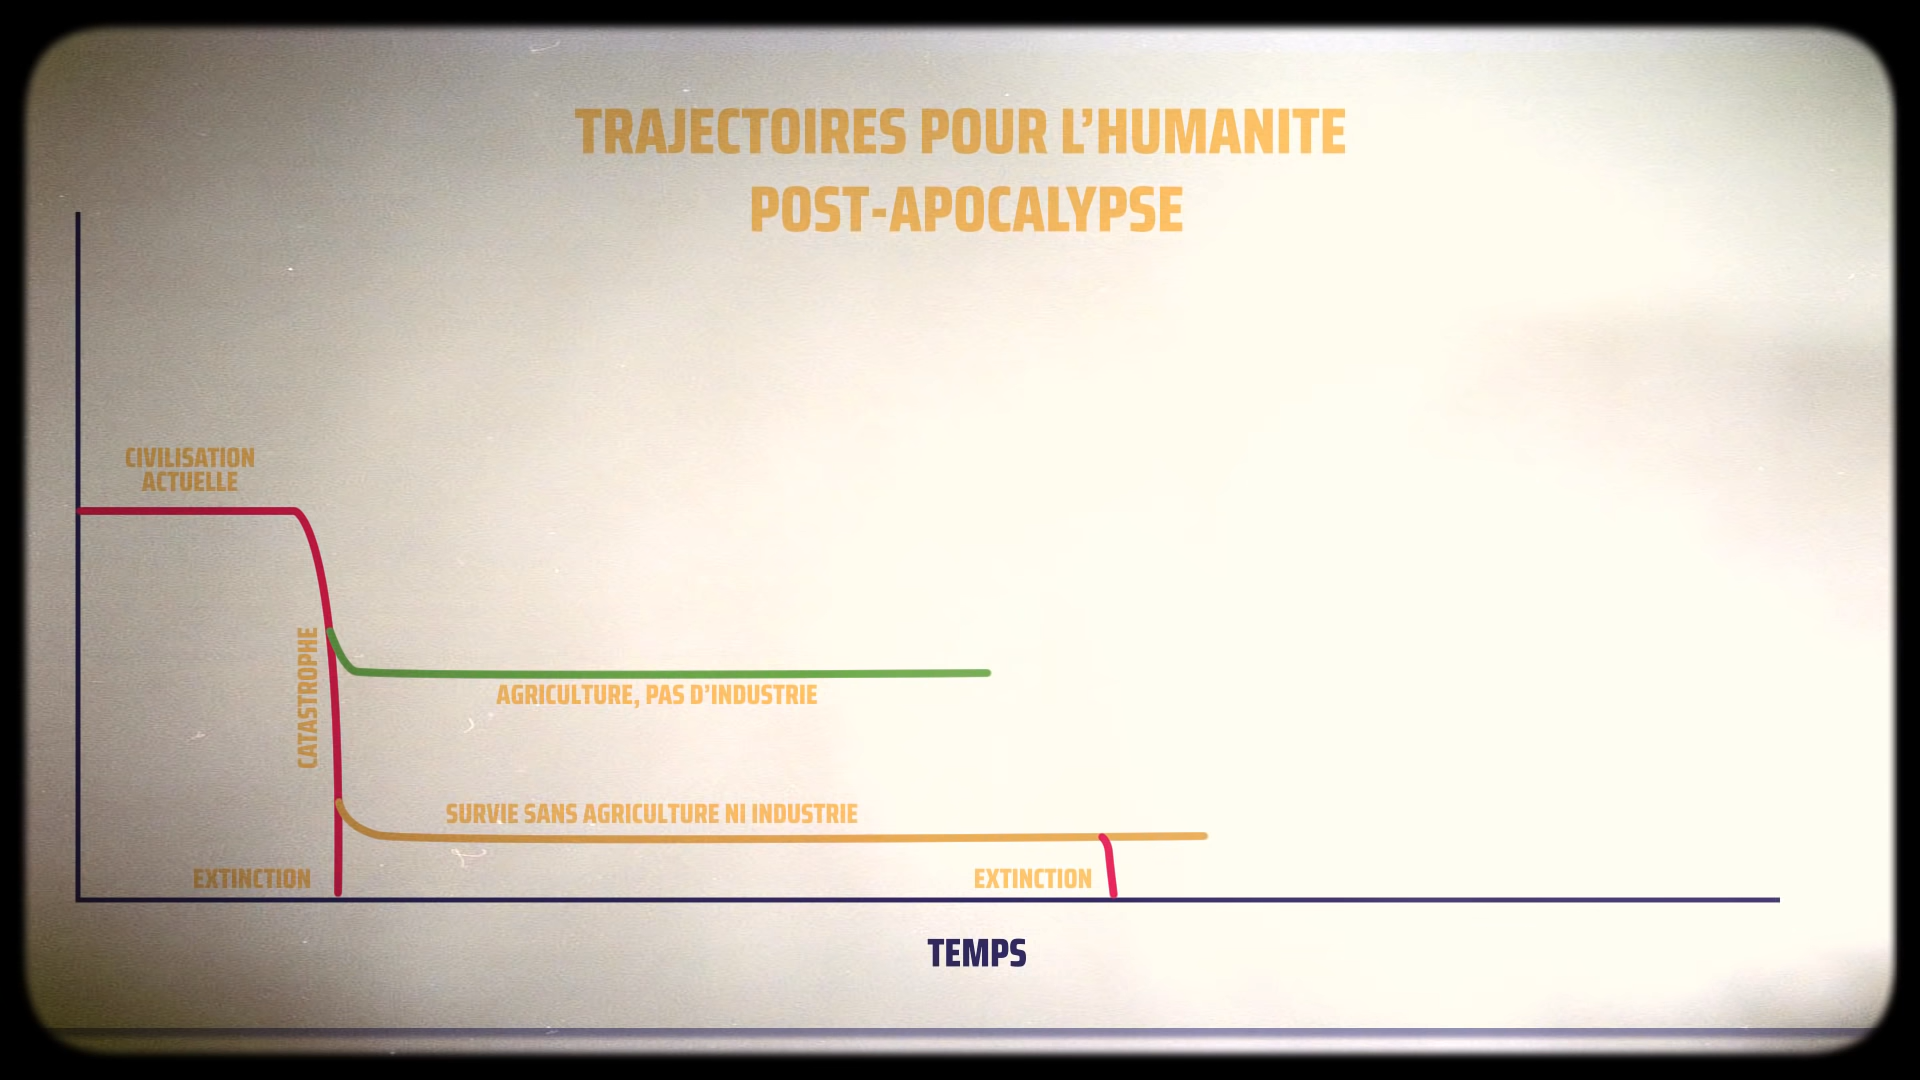 TRAJECTOIRES POUR L’HUMANITE
POST-APOCALYPSE
CIVILISATION
ACTUELLE
CATASTROPHE
AGRICULTURE, PAS D’INDUSTRIE
SURVIE SANS AGRICULTURE NI INDUSTRIE
EXTINCTION
EXTINCTION
TEMPS